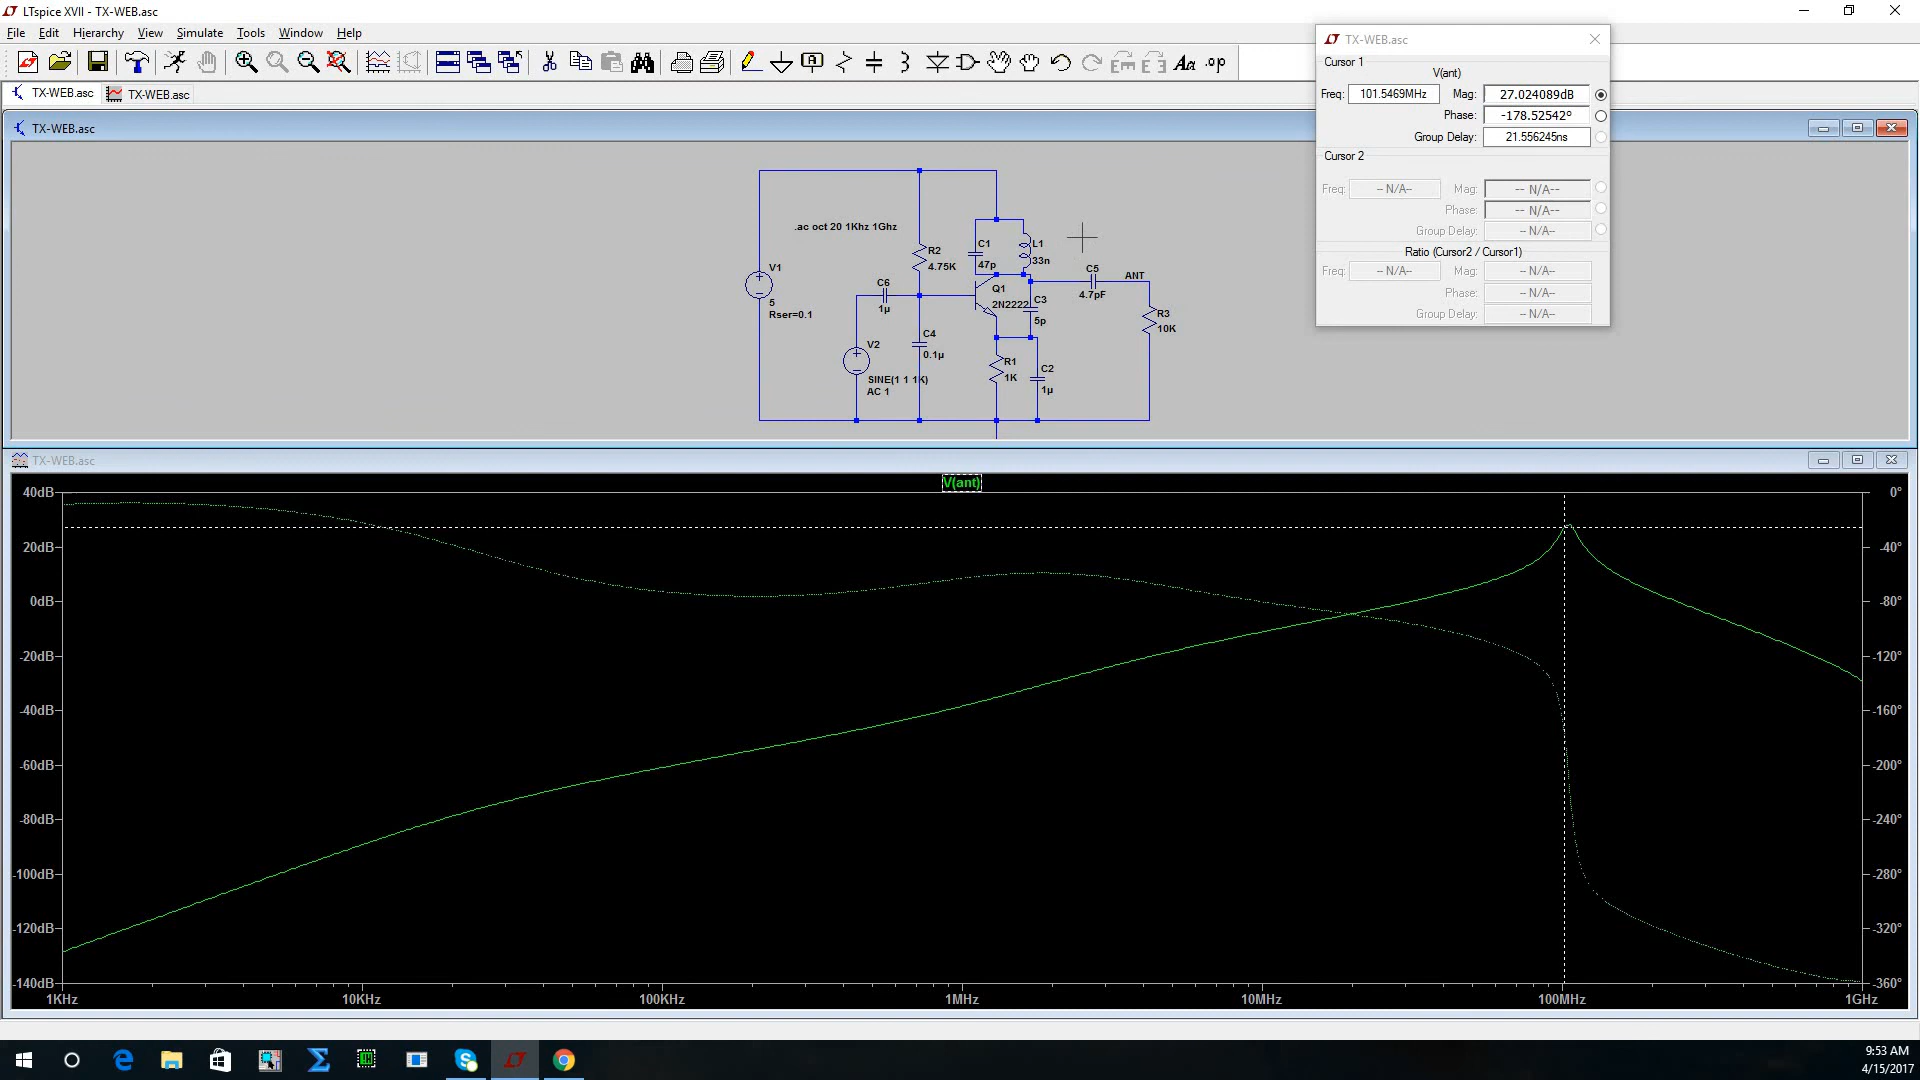 LTspice XVII - TX-WEB.asc
File Edit Hierarchy View Simulate Tools Window Help
.op
TX-WEB.asc TX-WEB.asc
TX-WEB.asc
TX-WEB.asc
Cursor 1
V(ant)
Freq: 101.5469MHz Mag: 27.024089dB
Phase: -178.52542°
Group Delay: 21.556245ns
Cursor 2
Freq: -- N/A-- Mag: -- N/A--
Phase: -- N/A--
Group Delay: -- N/A--
Ratio (Cursor2 / Cursor1)
Freq: -- N/A-- Mag: -- N/A--
Phase: -- N/A--
Group Delay: -- N/A--
.ac oct 20 1Khz 1Ghz
V1
5
Rser=0.1
R2
4.75K
C6
1µ
V2
SINE(1 1 1K)
AC 1
C4
0.1µ
C1
47p
L1
33n
Q1
2N2222
C3
5p
R1
1K
C2
1µ
C5
4.7pF
ANT
R3
10K
TX-WEB.asc
V(ant)
40dB 0°
20dB -40°
0dB -80°
-20dB -120°
-40dB -160°
-60dB -200°
-80dB -240°
-100dB -280°
-120dB -320°
-140dB -360°
1KHz 10KHz 100KHz 1MHz 10MHz 100MHz 1GHz
9:53 AM
4/15/2017